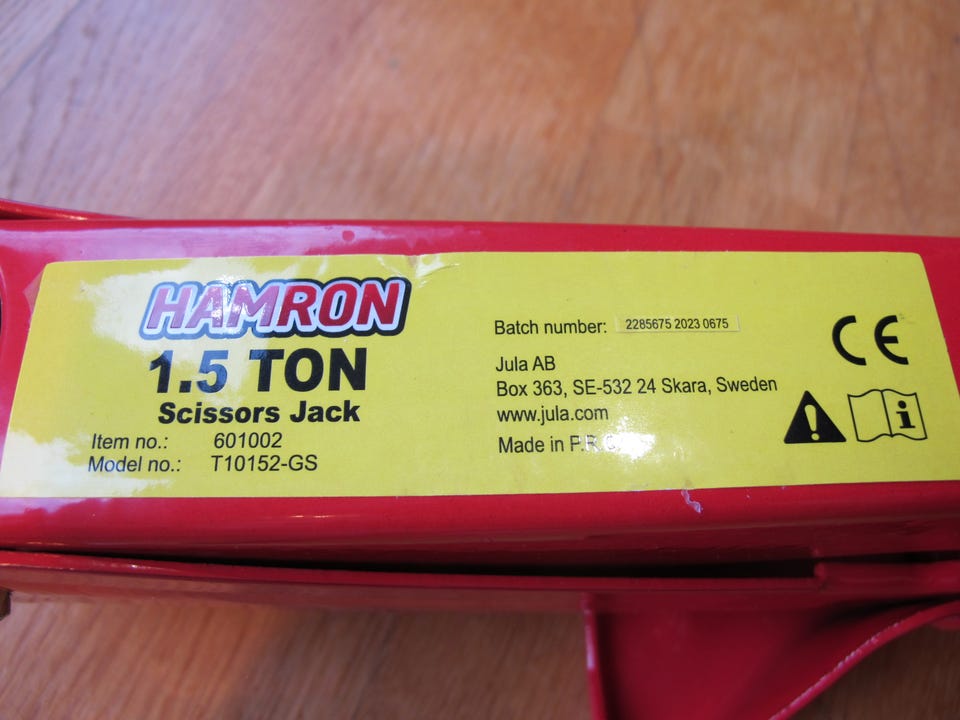 HAMRON
1.5 TON
Scissors Jack
Item no.: 601002
Model no.: T10152-GS
Batch number: 2285675 2023 0675
Jula AB
Box 363, SE-532 24 Skara, Sweden
www.jula.com
Made in P.R.
CE